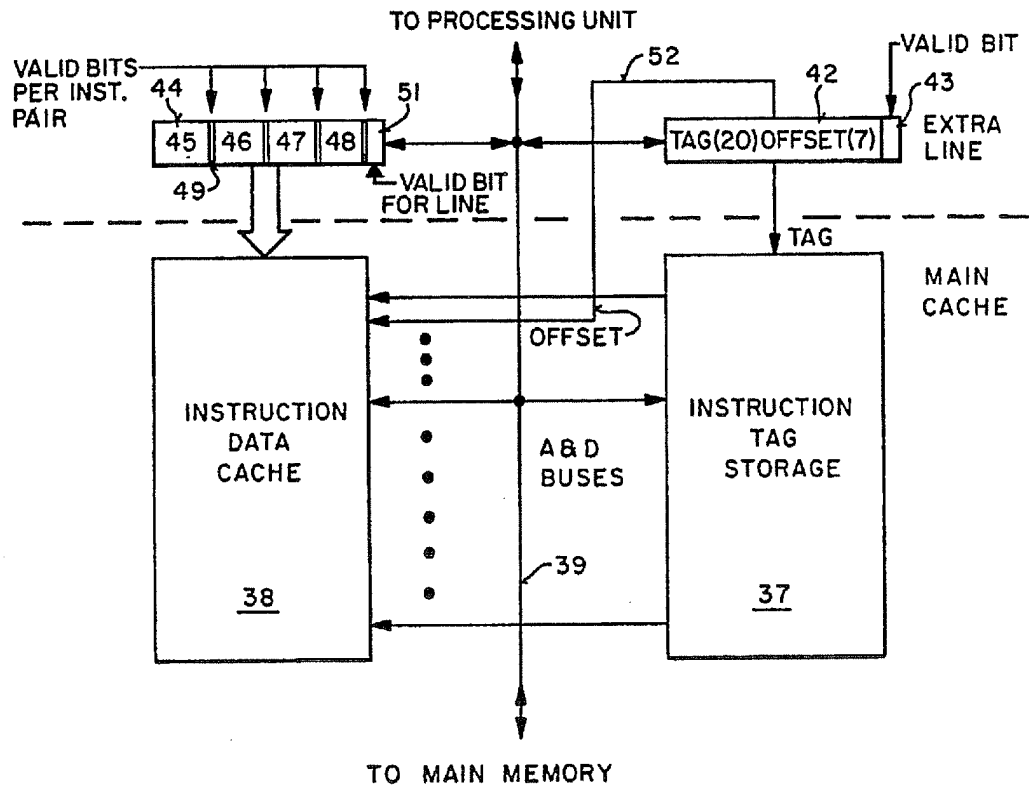 TO PROCESSING UNIT
VALID BITS
PER INST.
PAIR
44
51
45 46 47 48
49
VALID BIT
FOR LINE
52
VALID BIT
42
43
TAG(20)OFFSET(7)
EXTRA
LINE
TAG
MAIN
CACHE
OFFSET
INSTRUCTION
DATA
CACHE
38
A & D
BUSES
39
INSTRUCTION
TAG
STORAGE
37
TO MAIN MEMORY